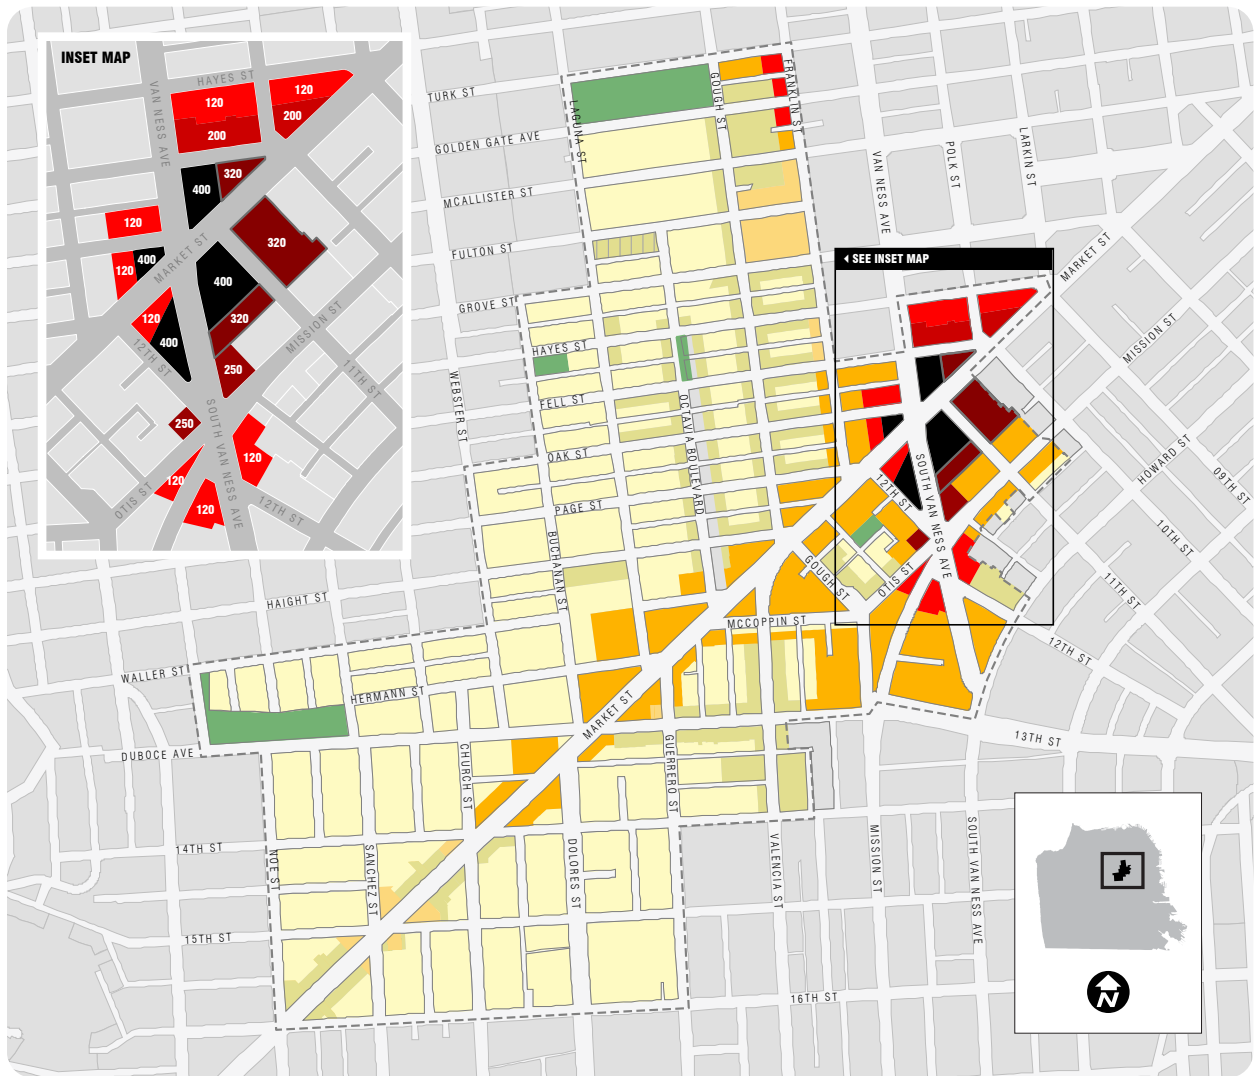 INSET MAP
HAYES ST
VAN NESS AVE
120
120
200
200
400
320
120
MARKET ST
320
400
120
400
120
320
400
12TH ST
MISSION ST
250
11TH ST
250
SOUTH VAN NESS AVE
120
120
OTIS ST
120
12TH ST
TURK ST
GOLDEN GATE AVE
MCALLISTER ST
FULTON ST
GROVE ST
HAYES ST
FELL ST
OAK ST
PAGE ST
HAIGHT ST
WALLER ST
HERMANN ST
DUBOCE AVE
14TH ST
15TH ST
16TH ST
LAGUNA ST
GOUGH ST
FRANKLIN ST
VAN NESS AVE
POLK ST
LARKIN ST
MARKET ST
MISSION ST
HOWARD ST
09TH ST
10TH ST
11TH ST
12TH ST
13TH ST
SEE INSET MAP
WEBSTER ST
OCTAVIA BOULEVARD
BUCHANAN ST
12TH ST
SOUTH VAN NESS AVE
GOUGH ST
OTIS ST
MCCOPPIN ST
MARKET ST
CHURCH ST
GUERRERO ST
NOE ST
SANCHEZ ST
DOLORES ST
VALENCIA ST
MISSION ST
SOUTH VAN NESS AVE
N